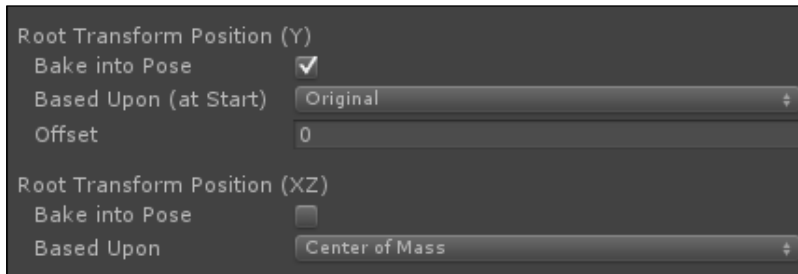 Root Transform Position (Y)
Bake into Pose
Based Upon (at Start) Original
Offset 0
Root Transform Position (XZ)
Bake into Pose
Based Upon Center of Mass